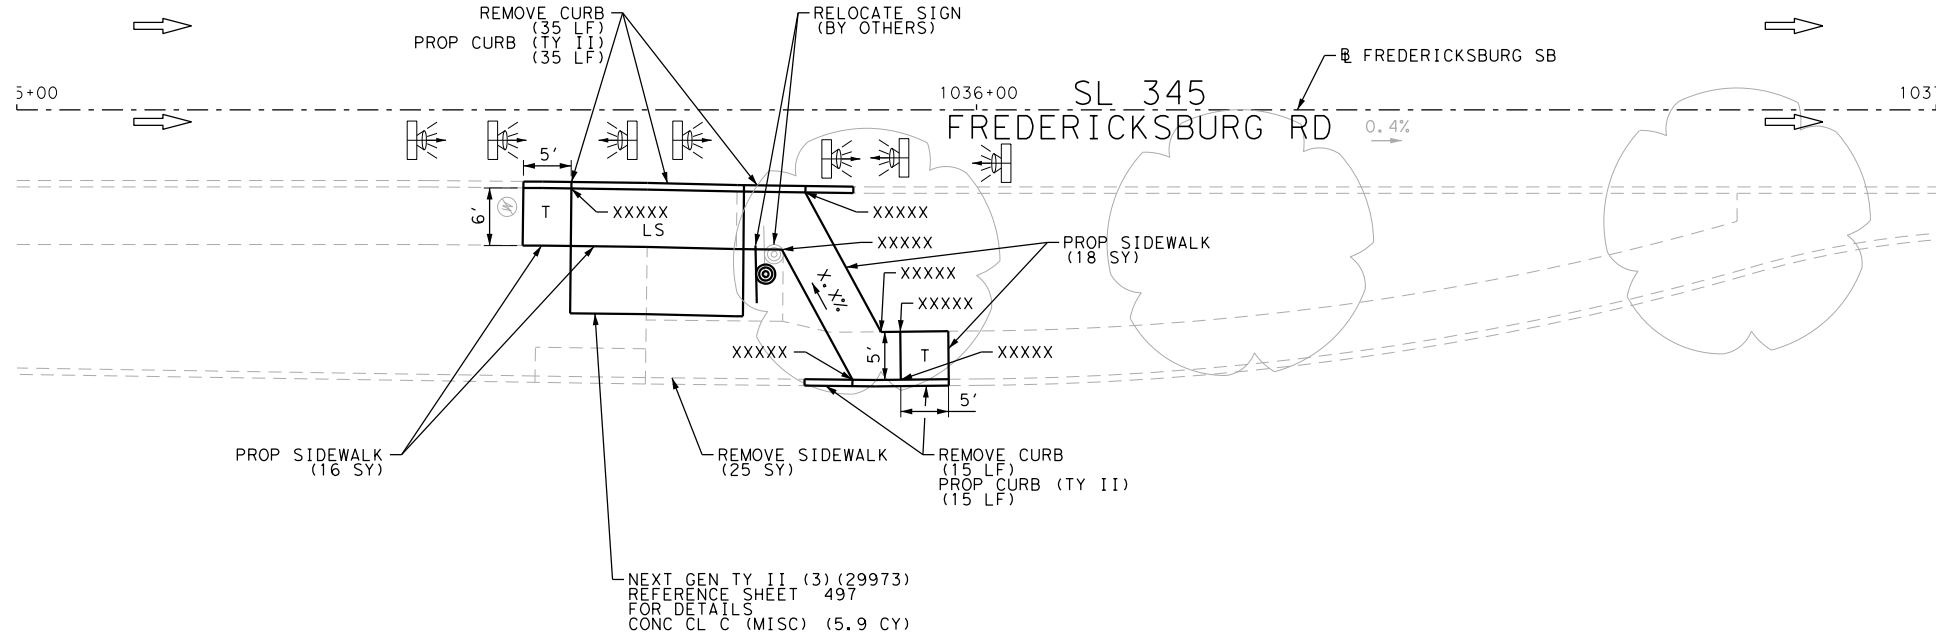 REMOVE CURB
(35 LF)
PROP CURB (TY II)
(35 LF)
RELOCATE SIGN
(BY OTHERS)
FREDERICKSBURG SB
5+00
1036+00
SL 345
FREDERICKSBURG RD
0.4%
5'
6'
T
XXXXX
LS
XXXXX
XXXXX
PROP SIDEWALK
(18 SY)
XXXXX
X.X%
XXXXX
XXXXX
5'
T
XXXXX
5'
PROP SIDEWALK
(16 SY)
REMOVE SIDEWALK
(25 SY)
REMOVE CURB
(15 LF)
PROP CURB (TY II)
(15 LF)
NEXT GEN TY II (3)(29973)
REFERENCE SHEET 497
FOR DETAILS
CONC CL C (MISC) (5.9 CY)